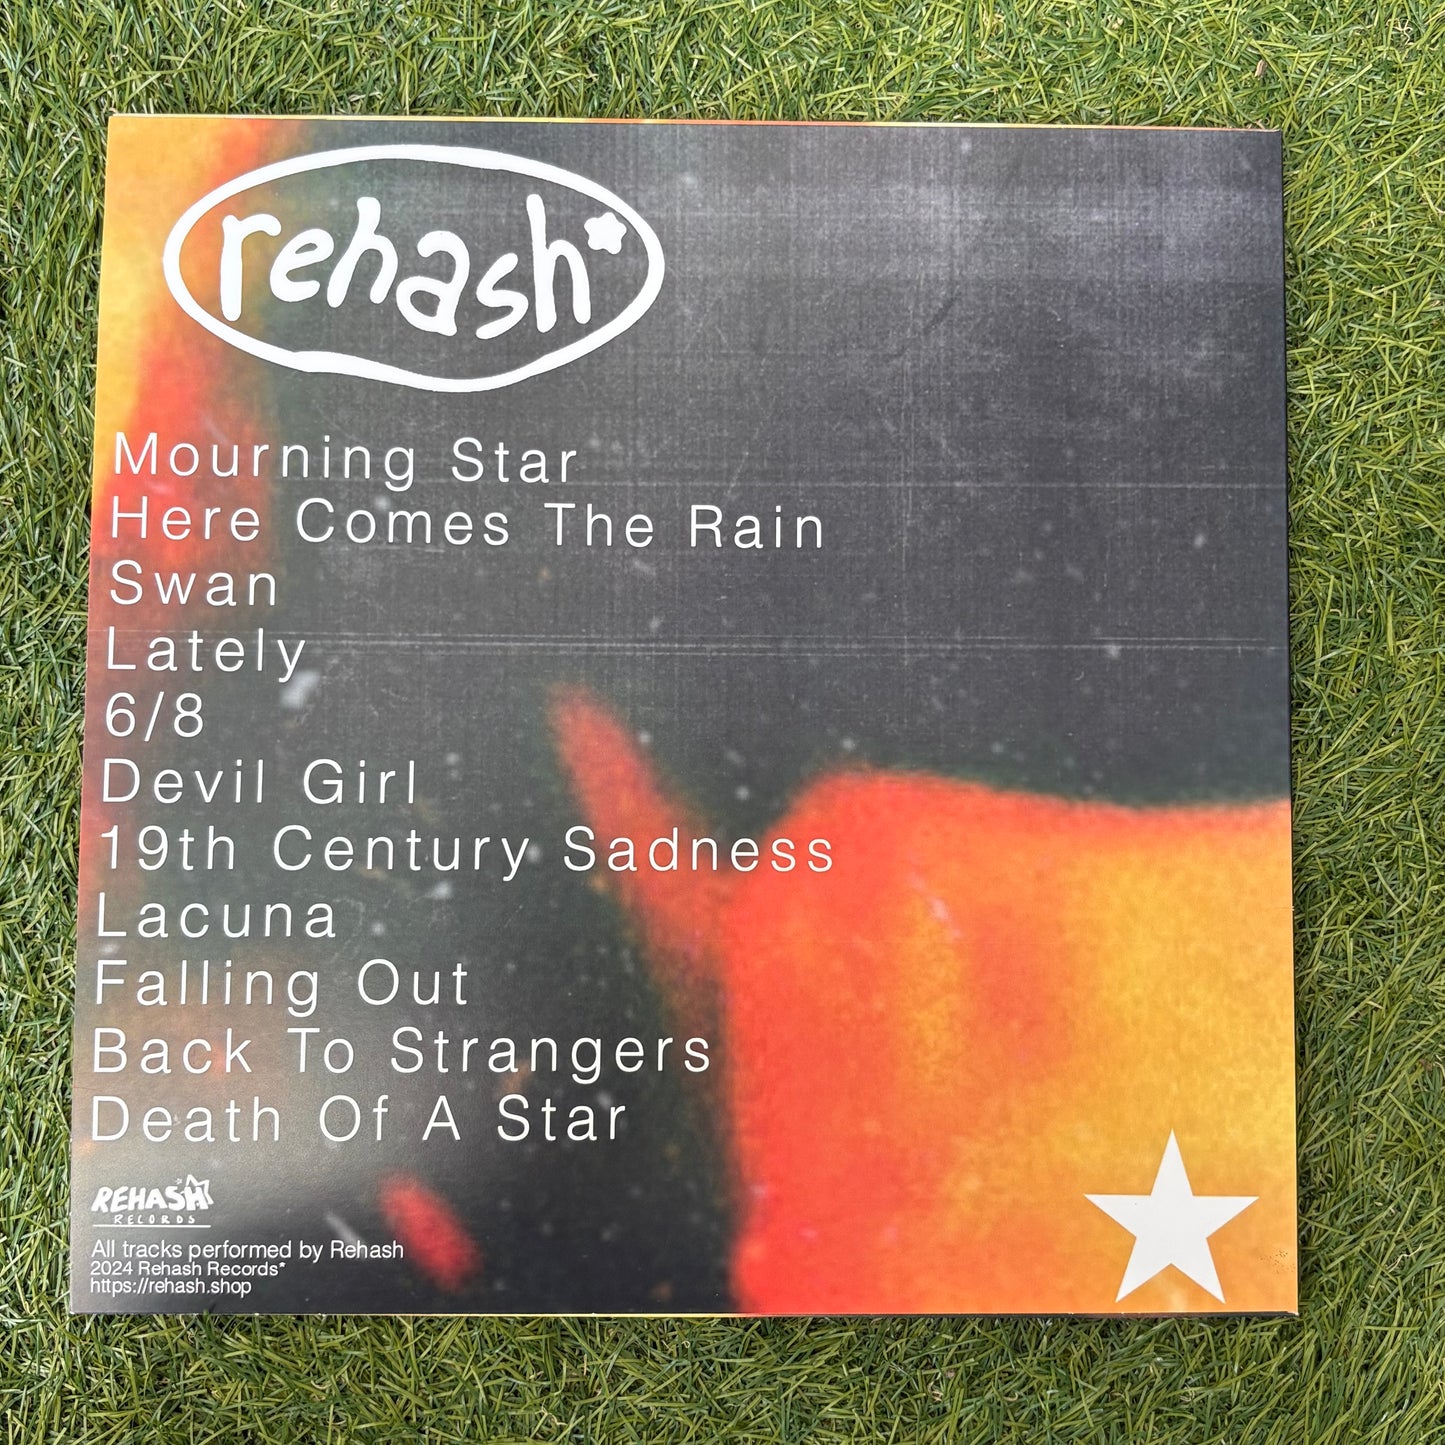 rehash*
Mourning Star
Here Comes The Rain
Swan
Lately
6/8
Devil Girl
19th Century Sadness
Lacuna
Falling Out
Back To Strangers
Death Of A Star
REHASH
RECORDS
All tracks performed by Rehash
2024 Rehash Records*
https://rehash.shop